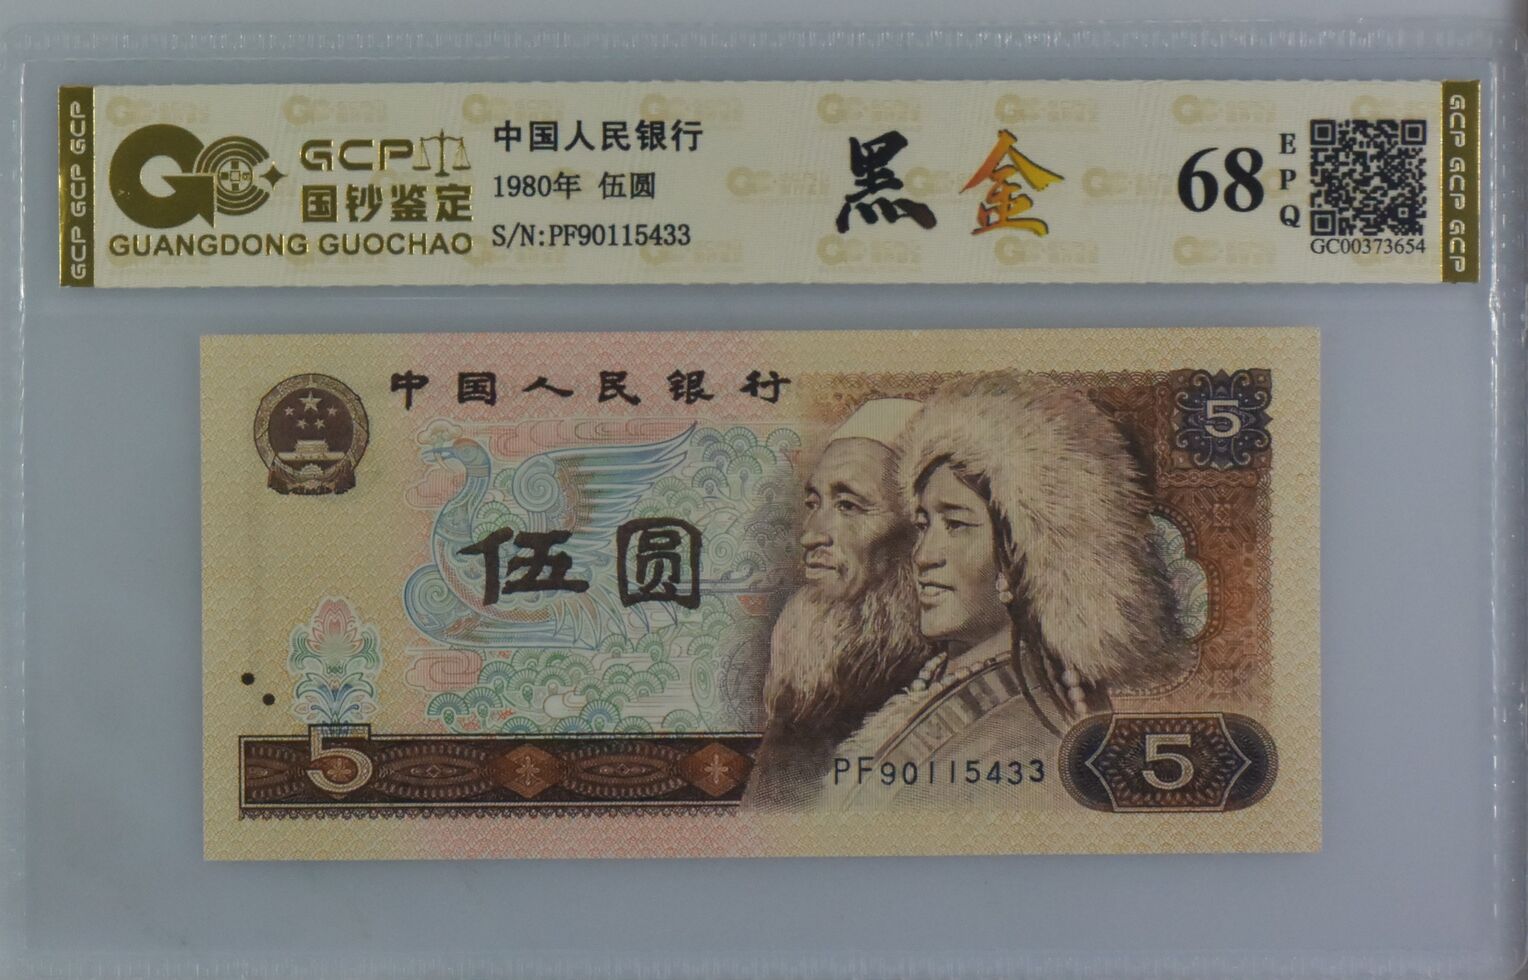 GCP
国钞鉴定
GUANGDONG GUOCHAO
中国人民银行
1980年 伍圆
S/N:PF90115433
黑金
68
EPQ
GC00373654
GCP GCP GCP
GCP GCP GCP
中国人民银行
5
伍圆
5
PF90115433
5